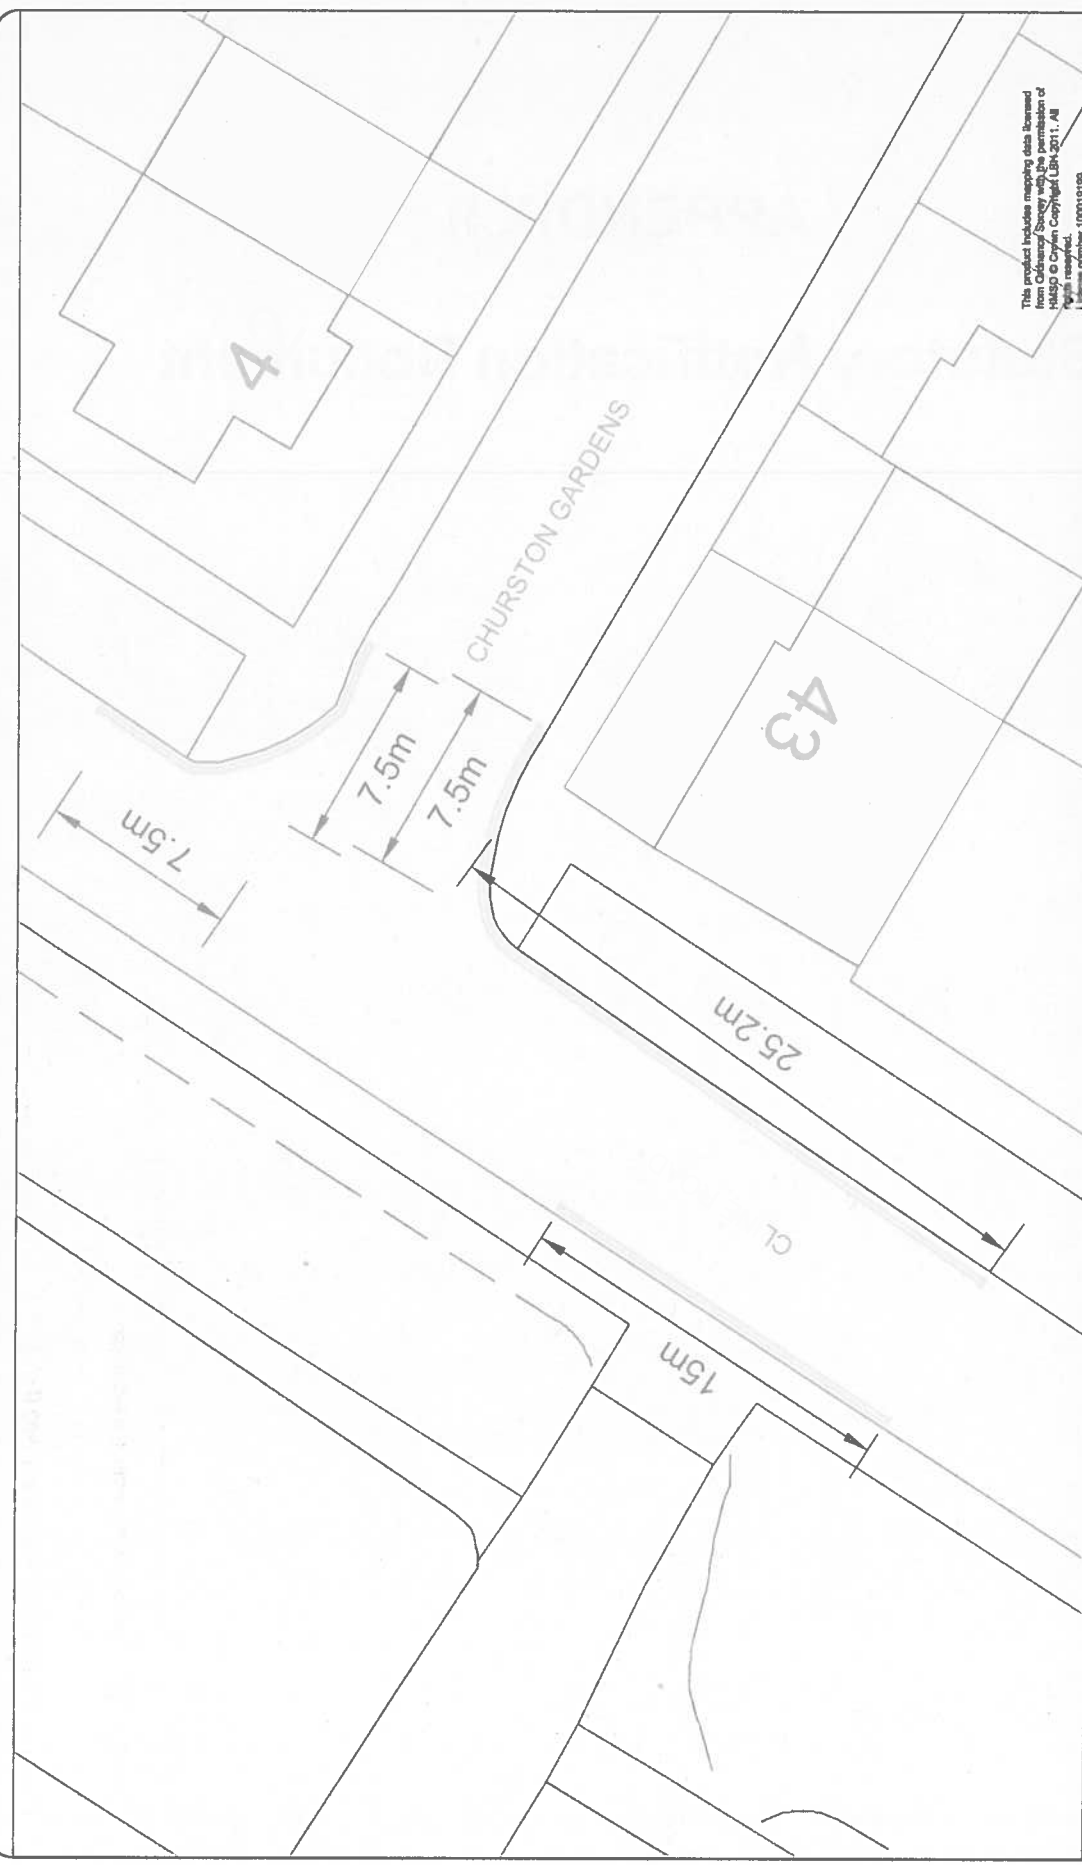 This product includes mapping data licensed
from Ordnance Survey with the permission of
HMSO © Crown Copyright LBH 2011. All
rights reserved.
4
CHURSTON GARDENS
43
7.5m
7.5m
7.5m
25.2m
CL
15m